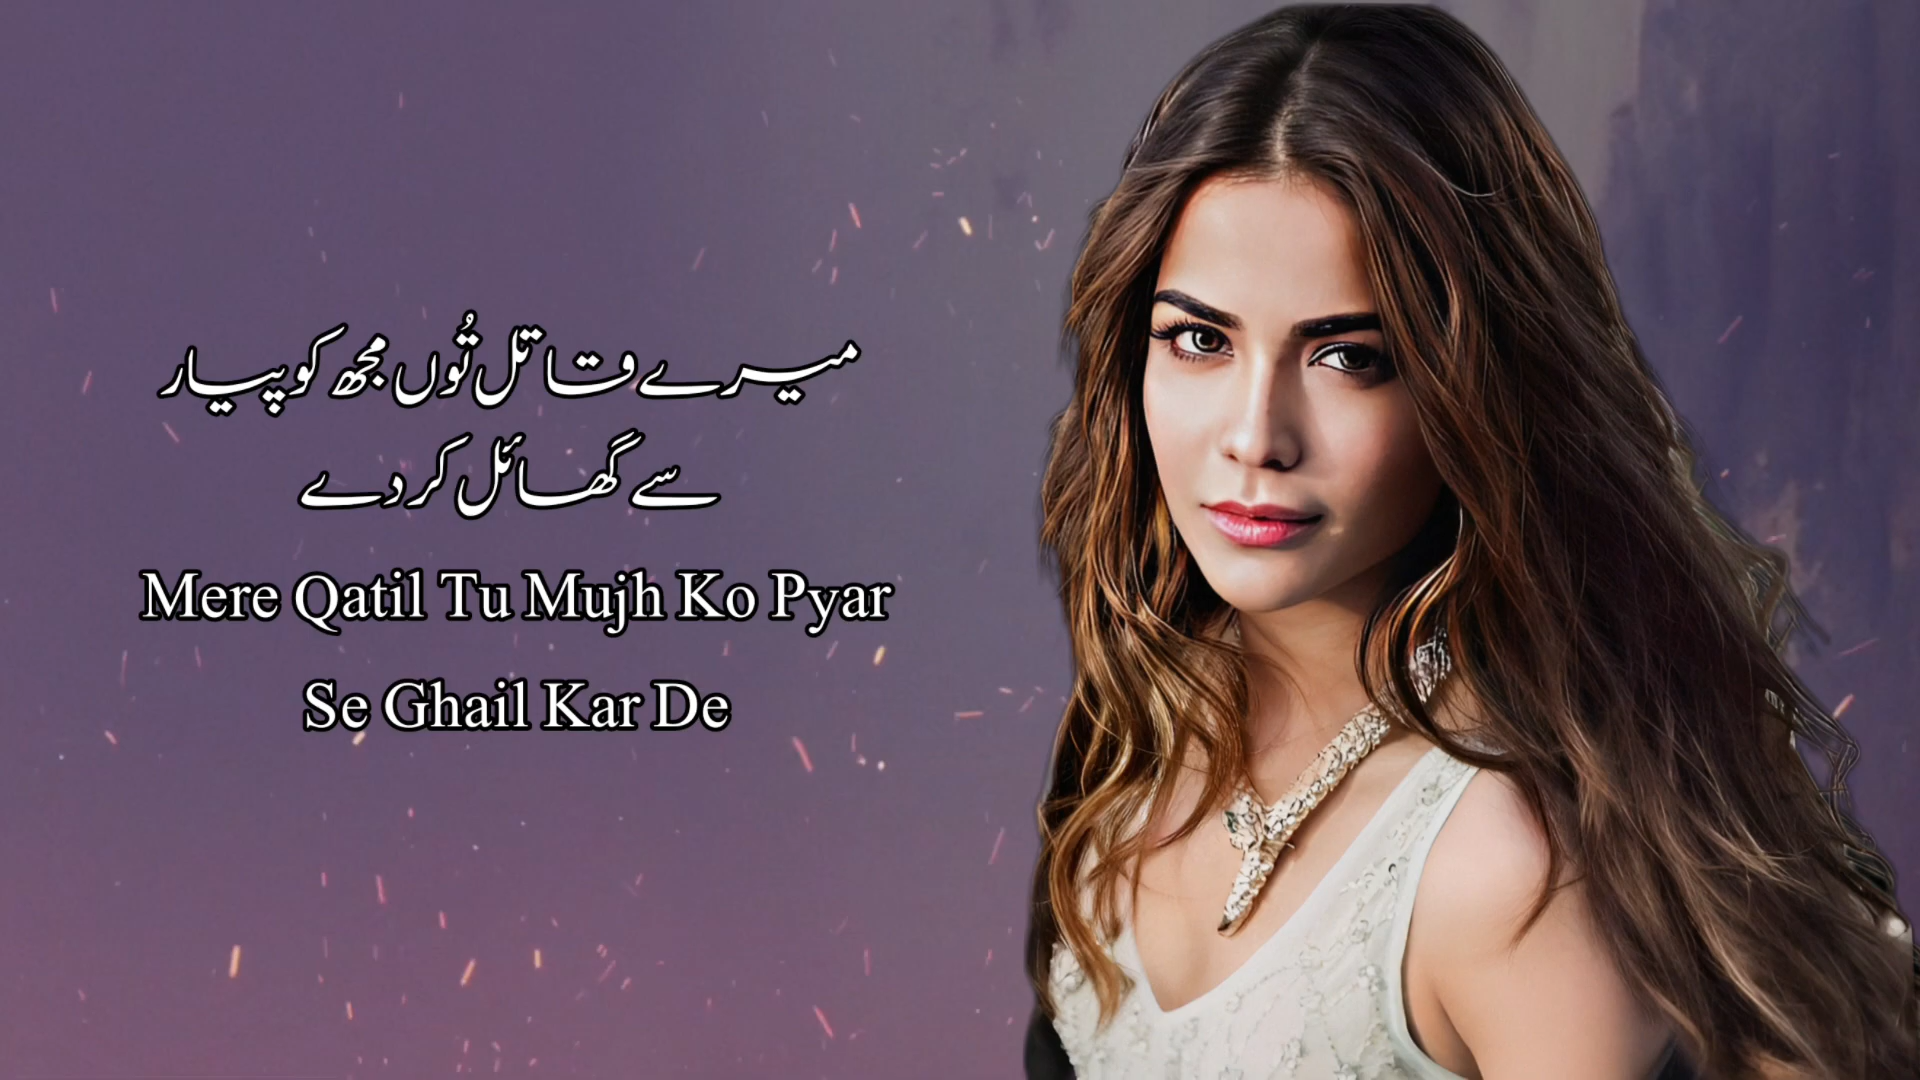 میرے قاتل تُوں مجھ کو پیار
سے گھائل کر دے
Mere Qatil Tu Mujh Ko Pyar
Se Ghail Kar De